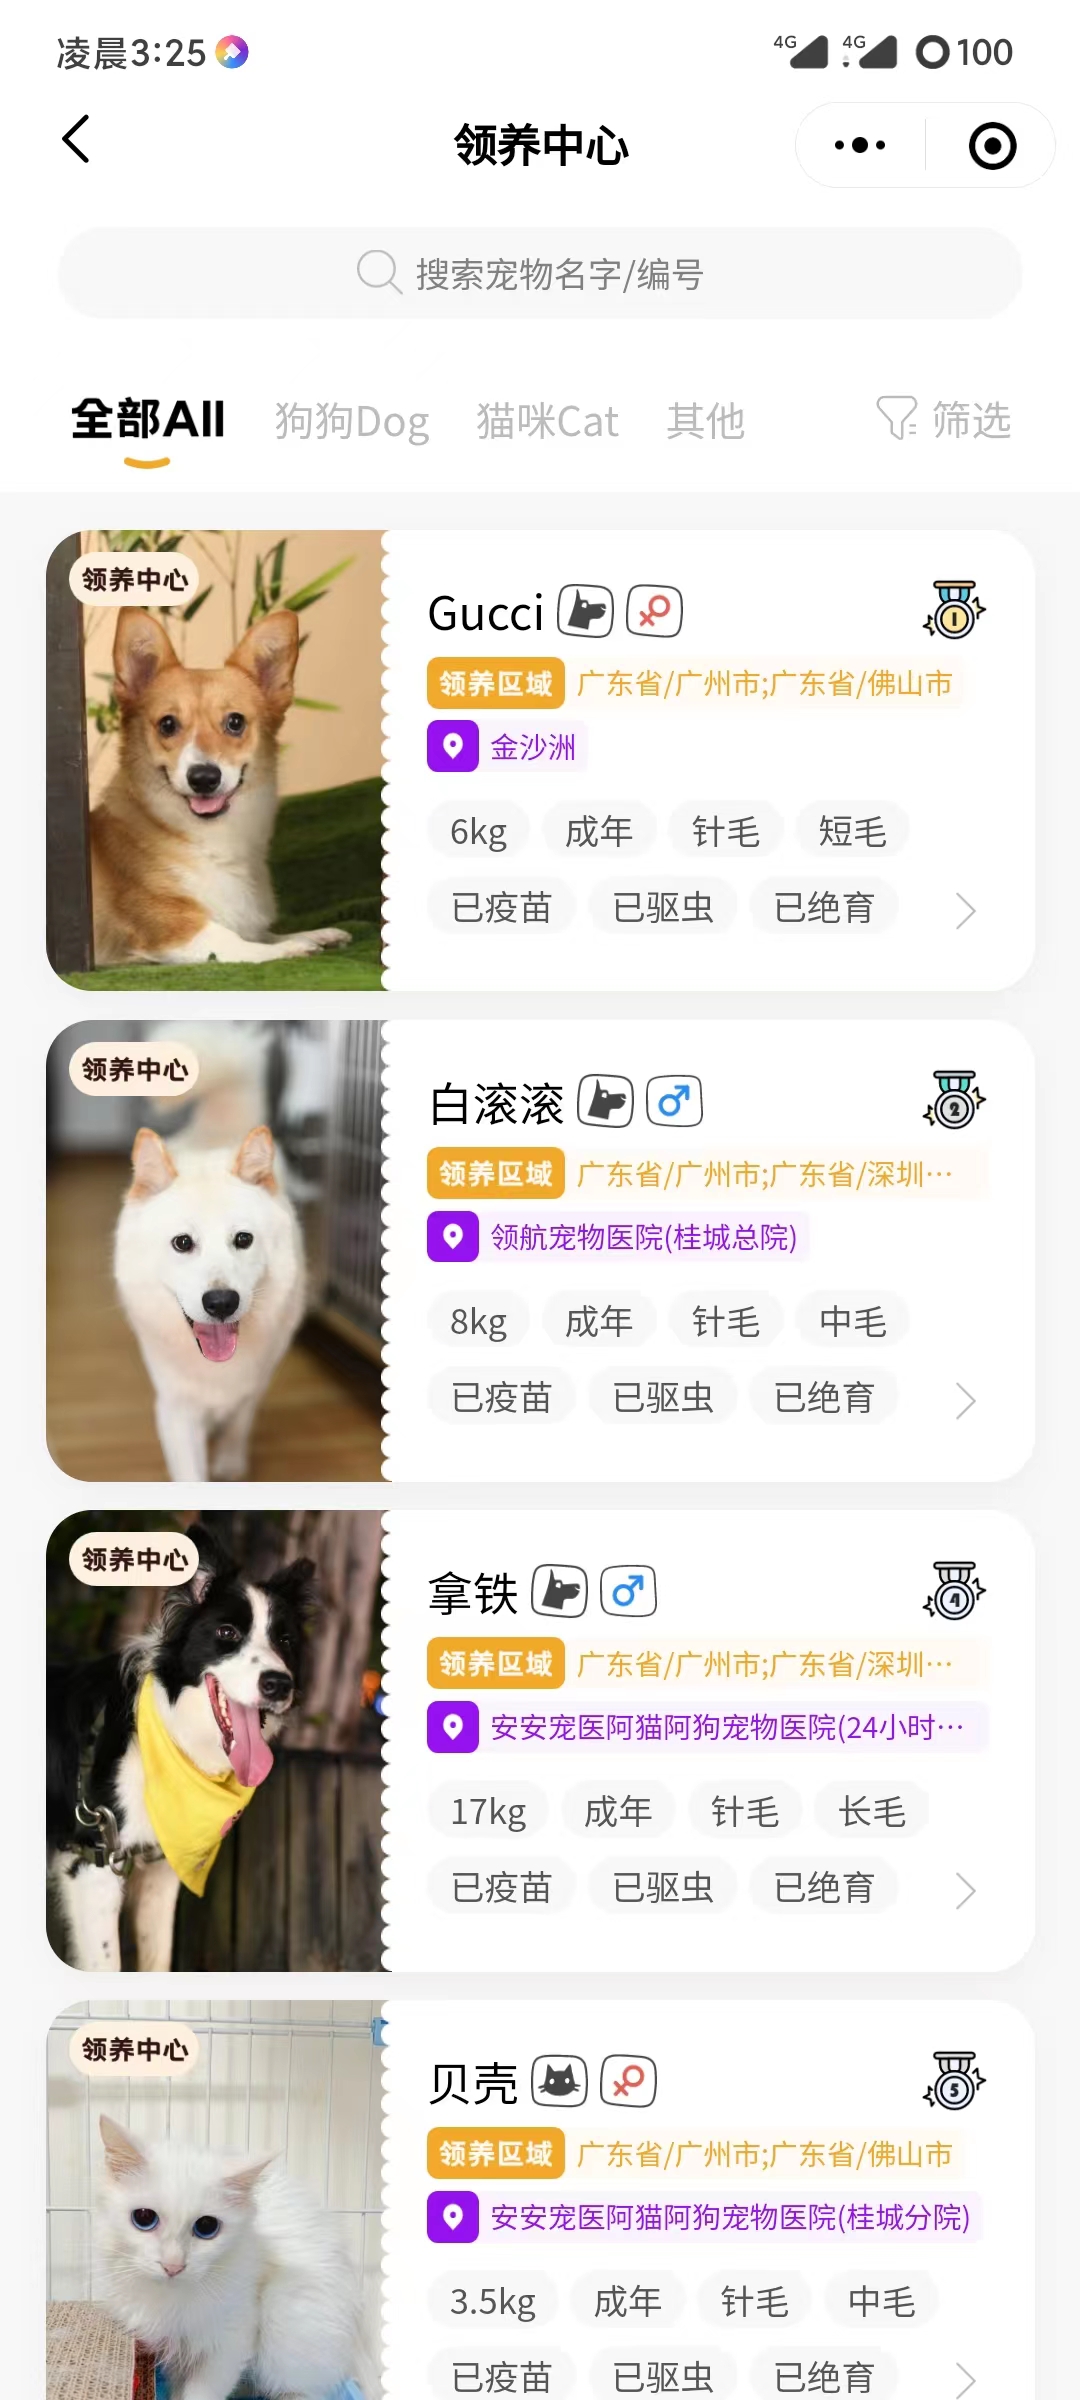 凌晨3:25
4G 4G 100
领养中心
搜索宠物名字/编号
全部All 狗狗Dog 猫咪Cat 其他 筛选
领养中心
Gucci 1
领养区域 广东省/广州市;广东省/佛山市
金沙洲
6kg 成年 针毛 短毛
已疫苗 已驱虫 已绝育
领养中心
白滚滚 2
领养区域 广东省/广州市;广东省/深圳…
领航宠物医院(桂城总院)
8kg 成年 针毛 中毛
已疫苗 已驱虫 已绝育
领养中心
拿铁 4
领养区域 广东省/广州市;广东省/深圳…
安安宠医阿猫阿狗宠物医院(24小时…
17kg 成年 针毛 长毛
已疫苗 已驱虫 已绝育
领养中心
贝壳 5
领养区域 广东省/广州市;广东省/佛山市
安安宠医阿猫阿狗宠物医院(桂城分院)
3.5kg 成年 针毛 中毛
已疫苗 已驱虫 已绝育